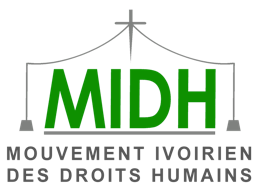 MIDH
MOUVEMENT IVOIRIEN
DES DROITS HUMAINS